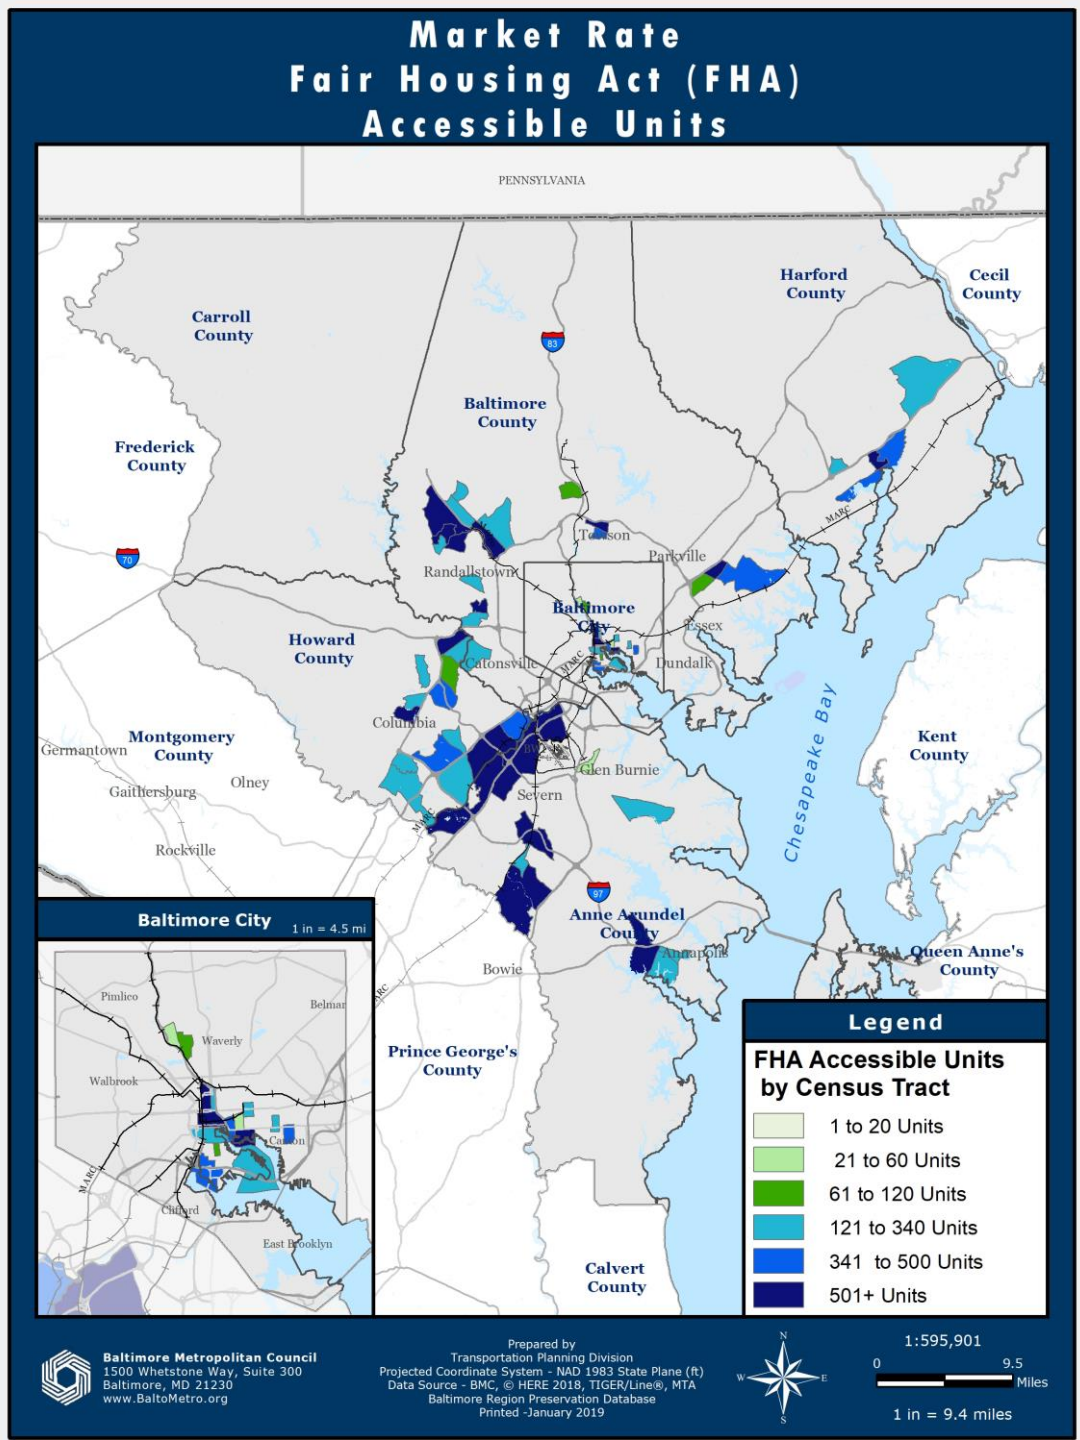 Market Rate
Fair Housing Act (FHA)
Accessible Units
PENNSYLVANIA
Harford
County
Cecil
County
Carroll
County
83
Baltimore
County
Frederick
County
MARC
70
Towson
Parkville
Randallstown
Baltimore
City
Essex
Howard
County
Catonsville
MARC
Dundalk
Columbia
Chesapeake Bay
Germantown
Montgomery
County
Kent
County
Olney
Gaithersburg
Glen Burnie
Severn
MARC
Rockville
97
Anne Arundel
County
Annapolis
Bowie
Queen Anne's
County
Prince George's
County
Calvert
County
Baltimore City
1 in = 4.5 mi
Pimlico
Belmar
Waverly
Walbrook
Canton
MARC
Clifford
East Brooklyn
Legend
FHA Accessible Units
by Census Tract
1 to 20 Units
21 to 60 Units
61 to 120 Units
121 to 340 Units
341 to 500 Units
501+ Units
Baltimore Metropolitan Council
1500 Whetstone Way, Suite 300
Baltimore, MD 21230
www.BaltoMetro.org
Prepared by
Transportation Planning Division
Projected Coordinate System - NAD 1983 State Plane (ft)
Data Source - BMC, © HERE 2018, TIGER/Line®, MTA
Baltimore Region Preservation Database
Printed -January 2019
N
W
E
S
1:595,901
0 9.5
Miles
1 in = 9.4 miles